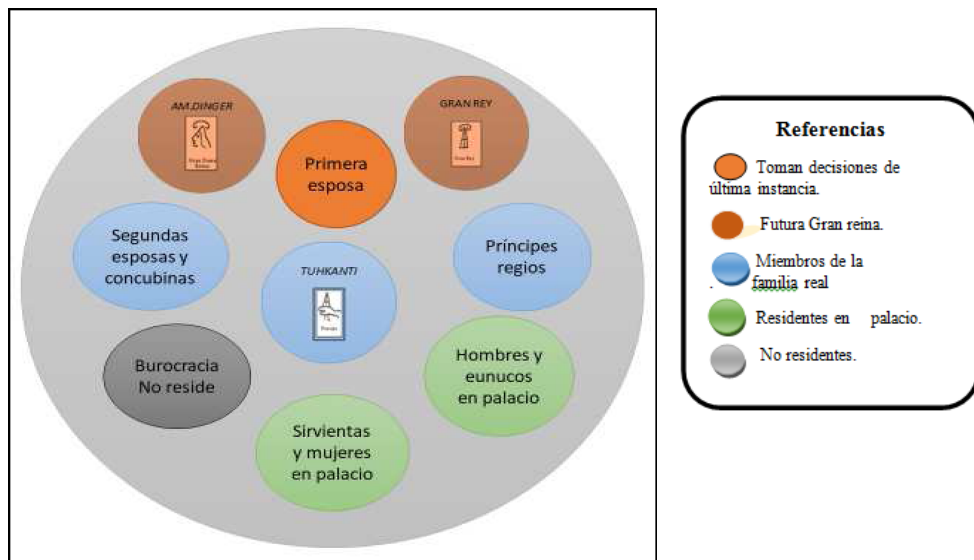 AM.DINGER
Gran Rey
GRAN REY
Primera
esposa
Segundas
esposas y
concubinas
TUHKANTI
Príncipes
regios
Burocracia
No reside
Hombres y
eunucos
en palacio
Sirvientas
y mujeres
en palacio
Referencias
Toman decisiones de
última instancia.
Futura Gran reina.
Miembros de la
. familia real
Residentes en palacio.
No residentes.